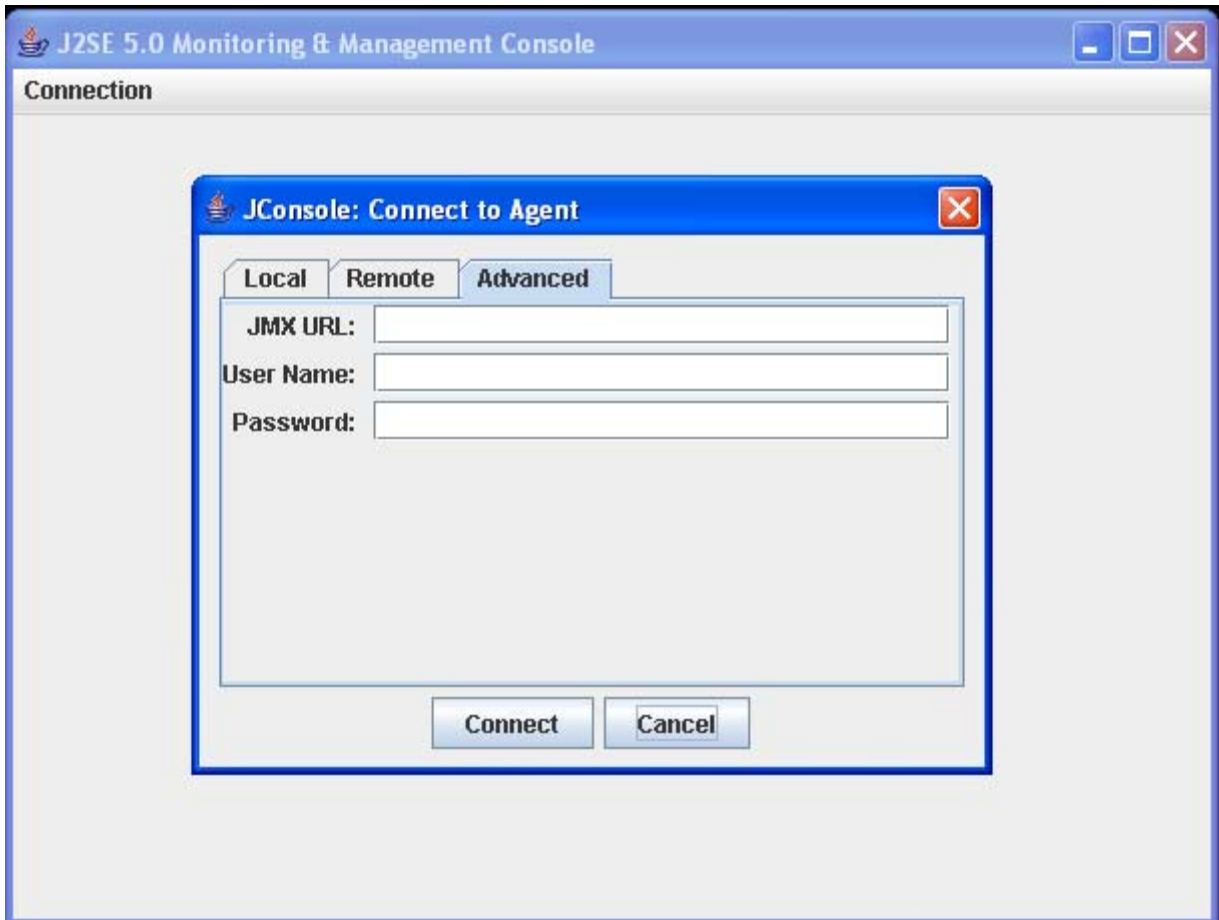 J2SE 5.0 Monitoring & Management Console
Connection
JConsole: Connect to Agent
Local Remote Advanced
JMX URL:
User Name:
Password:
Connect Cancel